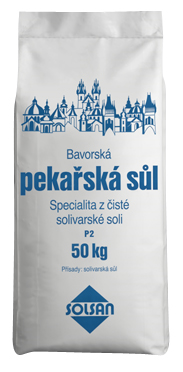 Bavorská
pekařská sůl
Specialita z čisté
solivarské soli
P2
50 kg
Přísady: solivarská sůl
SOLSAN